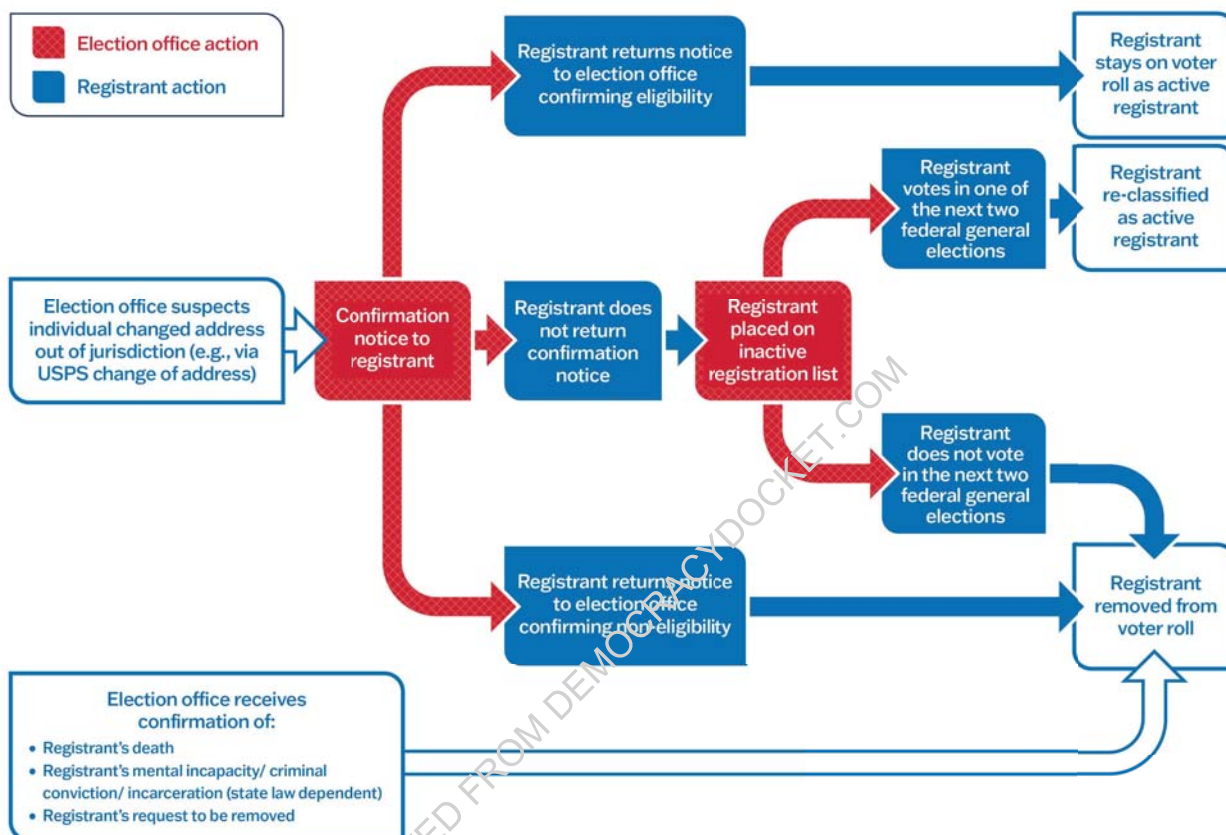 Election office action
Registrant action
Registrant returns notice
to election office
confirming eligibility
Registrant
stays on voter
roll as active
registrant
Registrant
votes in one of
the next two
federal general
elections
Registrant
re-classified
as active
registrant
Election office suspects
individual changed address
out of jurisdiction (e.g., via
USPS change of address)
Confirmation
notice to
registrant
Registrant does
not return
confirmation
notice
Registrant
placed on
inactive
registration list
Registrant
does not vote
in the next two
federal general
elections
Registrant returns notice
to election office
confirming non-eligibility
Registrant
removed from
voter roll
Election office receives
confirmation of:
• Registrant's death
• Registrant's mental incapacity/ criminal
conviction/ incarceration (state law dependent)
• Registrant's request to be removed
FROM DEMOCRACYDOCKET.COM